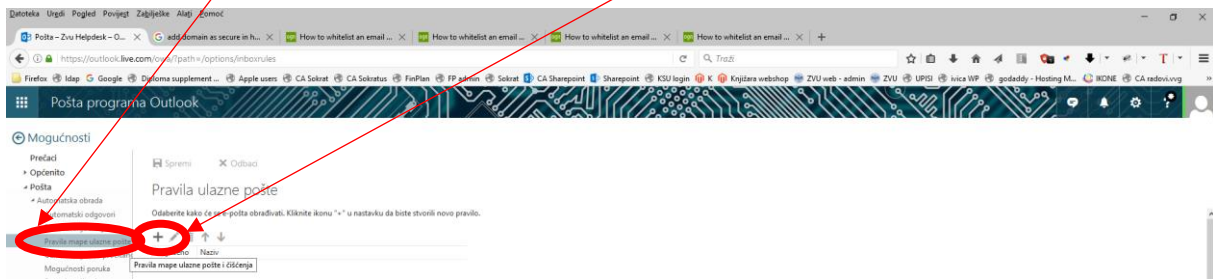 Datoteka Uredi Pogled Povijest Zabilješke Alati Pomoć
Pošta – Zvu Helpdesk – O... G add domain as secure in h... How to whitelist an email ... How to whitelist an email ... How to whitelist an email ... How to whitelist an email ...
https://outlook.live.com/owa/?path=/options/inboxrules Traži
Firefox ldap Google Diploma supplement ... Apple users CA Sokrat CA Sokratus FinPlan FP admin Sokrat CA Sharepoint Sharepoint KSU login K Knjižara webshop ZVU web - admin ZVU UPISI ivica WP godaddy - Hosting M... IKONE CA radovi.vvg
Pošta programa Outlook
Mogućnosti
Prečaci
Spremi Odbaci
Općenito
Pošta
Pravila ulazne pošte
Automatska obrada
Automatski odgovori
Odaberite kako će se e-pošta obrađivati. Kliknite ikonu "+" u nastavku da biste stvorili novo pravilo.
Pravila mape ulazne pošte
Naziv
Pravila mape ulazne pošte i čišćenja
Mogućnosti poruka